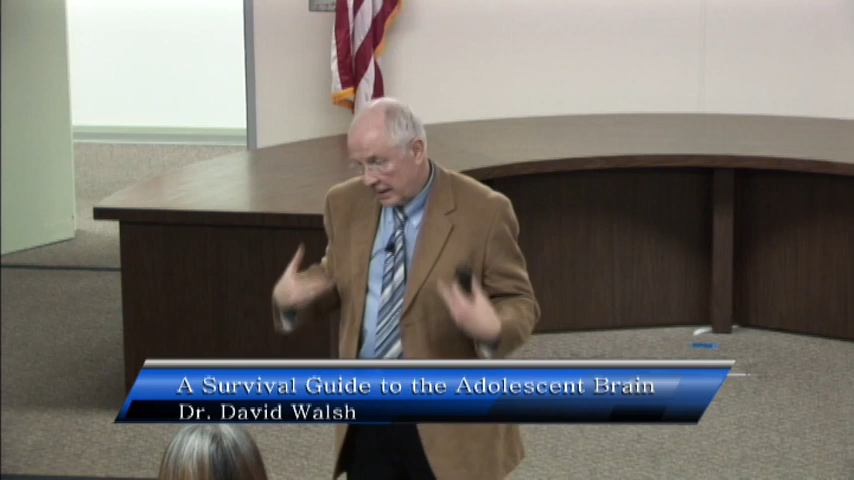 A Survival Guide to the Adolescent Brain
Dr. David Walsh